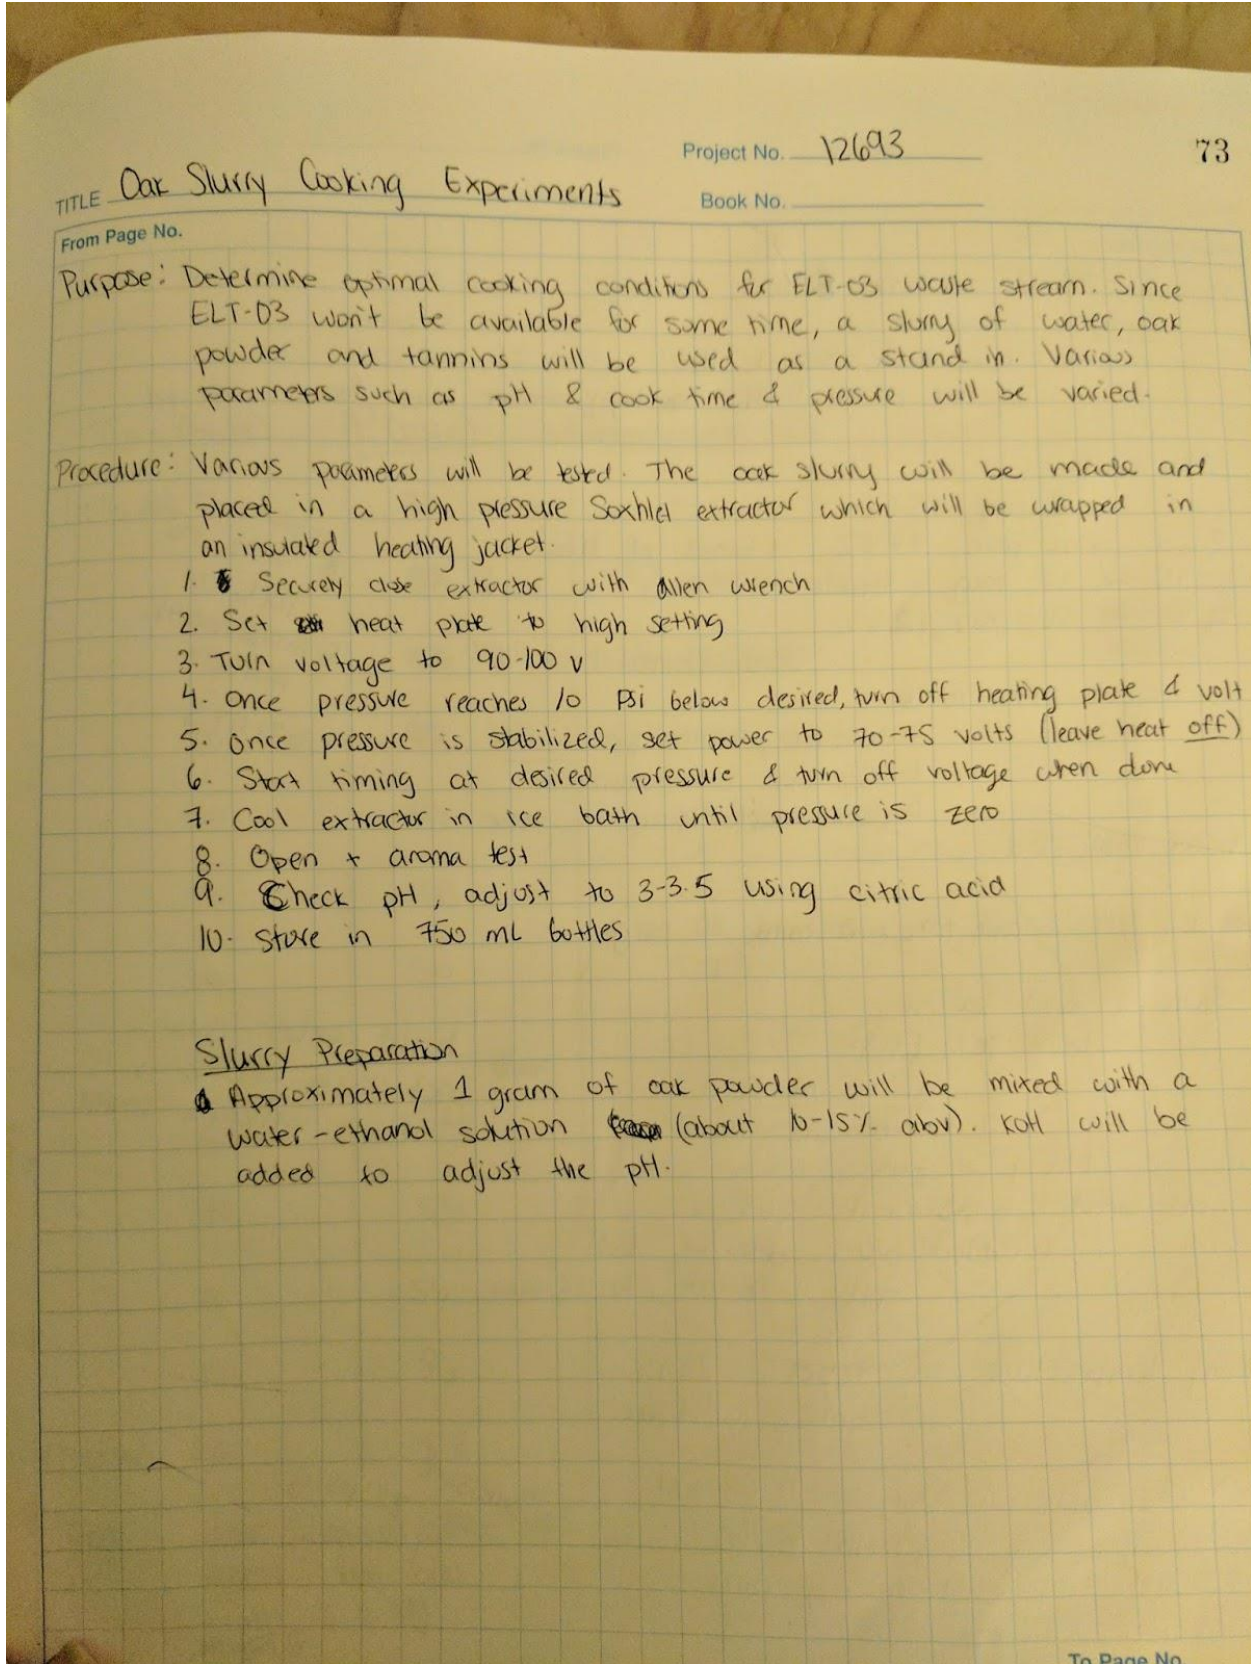 Project No. 12693
73
TITLE Oak Slurry Cooking Experiments
Book No.
From Page No.
Purpose: Determine optimal cooking conditions for ELT-03 waste stream. Since
ELT-03 won't be available for some time, a slurry of water, oak
powder and tannins will be used as a stand in. Various
parameters such as pH & cook time & pressure will be varied.
Procedure: Various parameters will be tested. The oak slurry will be made and
placed in a high pressure Soxhlet extractor which will be wrapped in
an insulated heating jacket.
1. Securely close extractor with Allen wrench
2. Set heat plate to high setting
3. Turn voltage to 90-100 V
4. Once pressure reaches 10 psi below desired, turn off heating plate & volt
5. Once pressure is stabilized, set power to 70-75 volts (leave heat off)
6. Start timing at desired pressure & turn off voltage when done
7. Cool extractor in ice bath until pressure is zero
8. Open + aroma test
9. Check pH, adjust to 3-3.5 using citric acid
10. Store in 750 mL bottles
Slurry Preparation
Approximately 1 gram of oak powder will be mixed with a
water-ethanol solution (about 10-15% abv). KOH will be
added to adjust the pH.
To Page No.